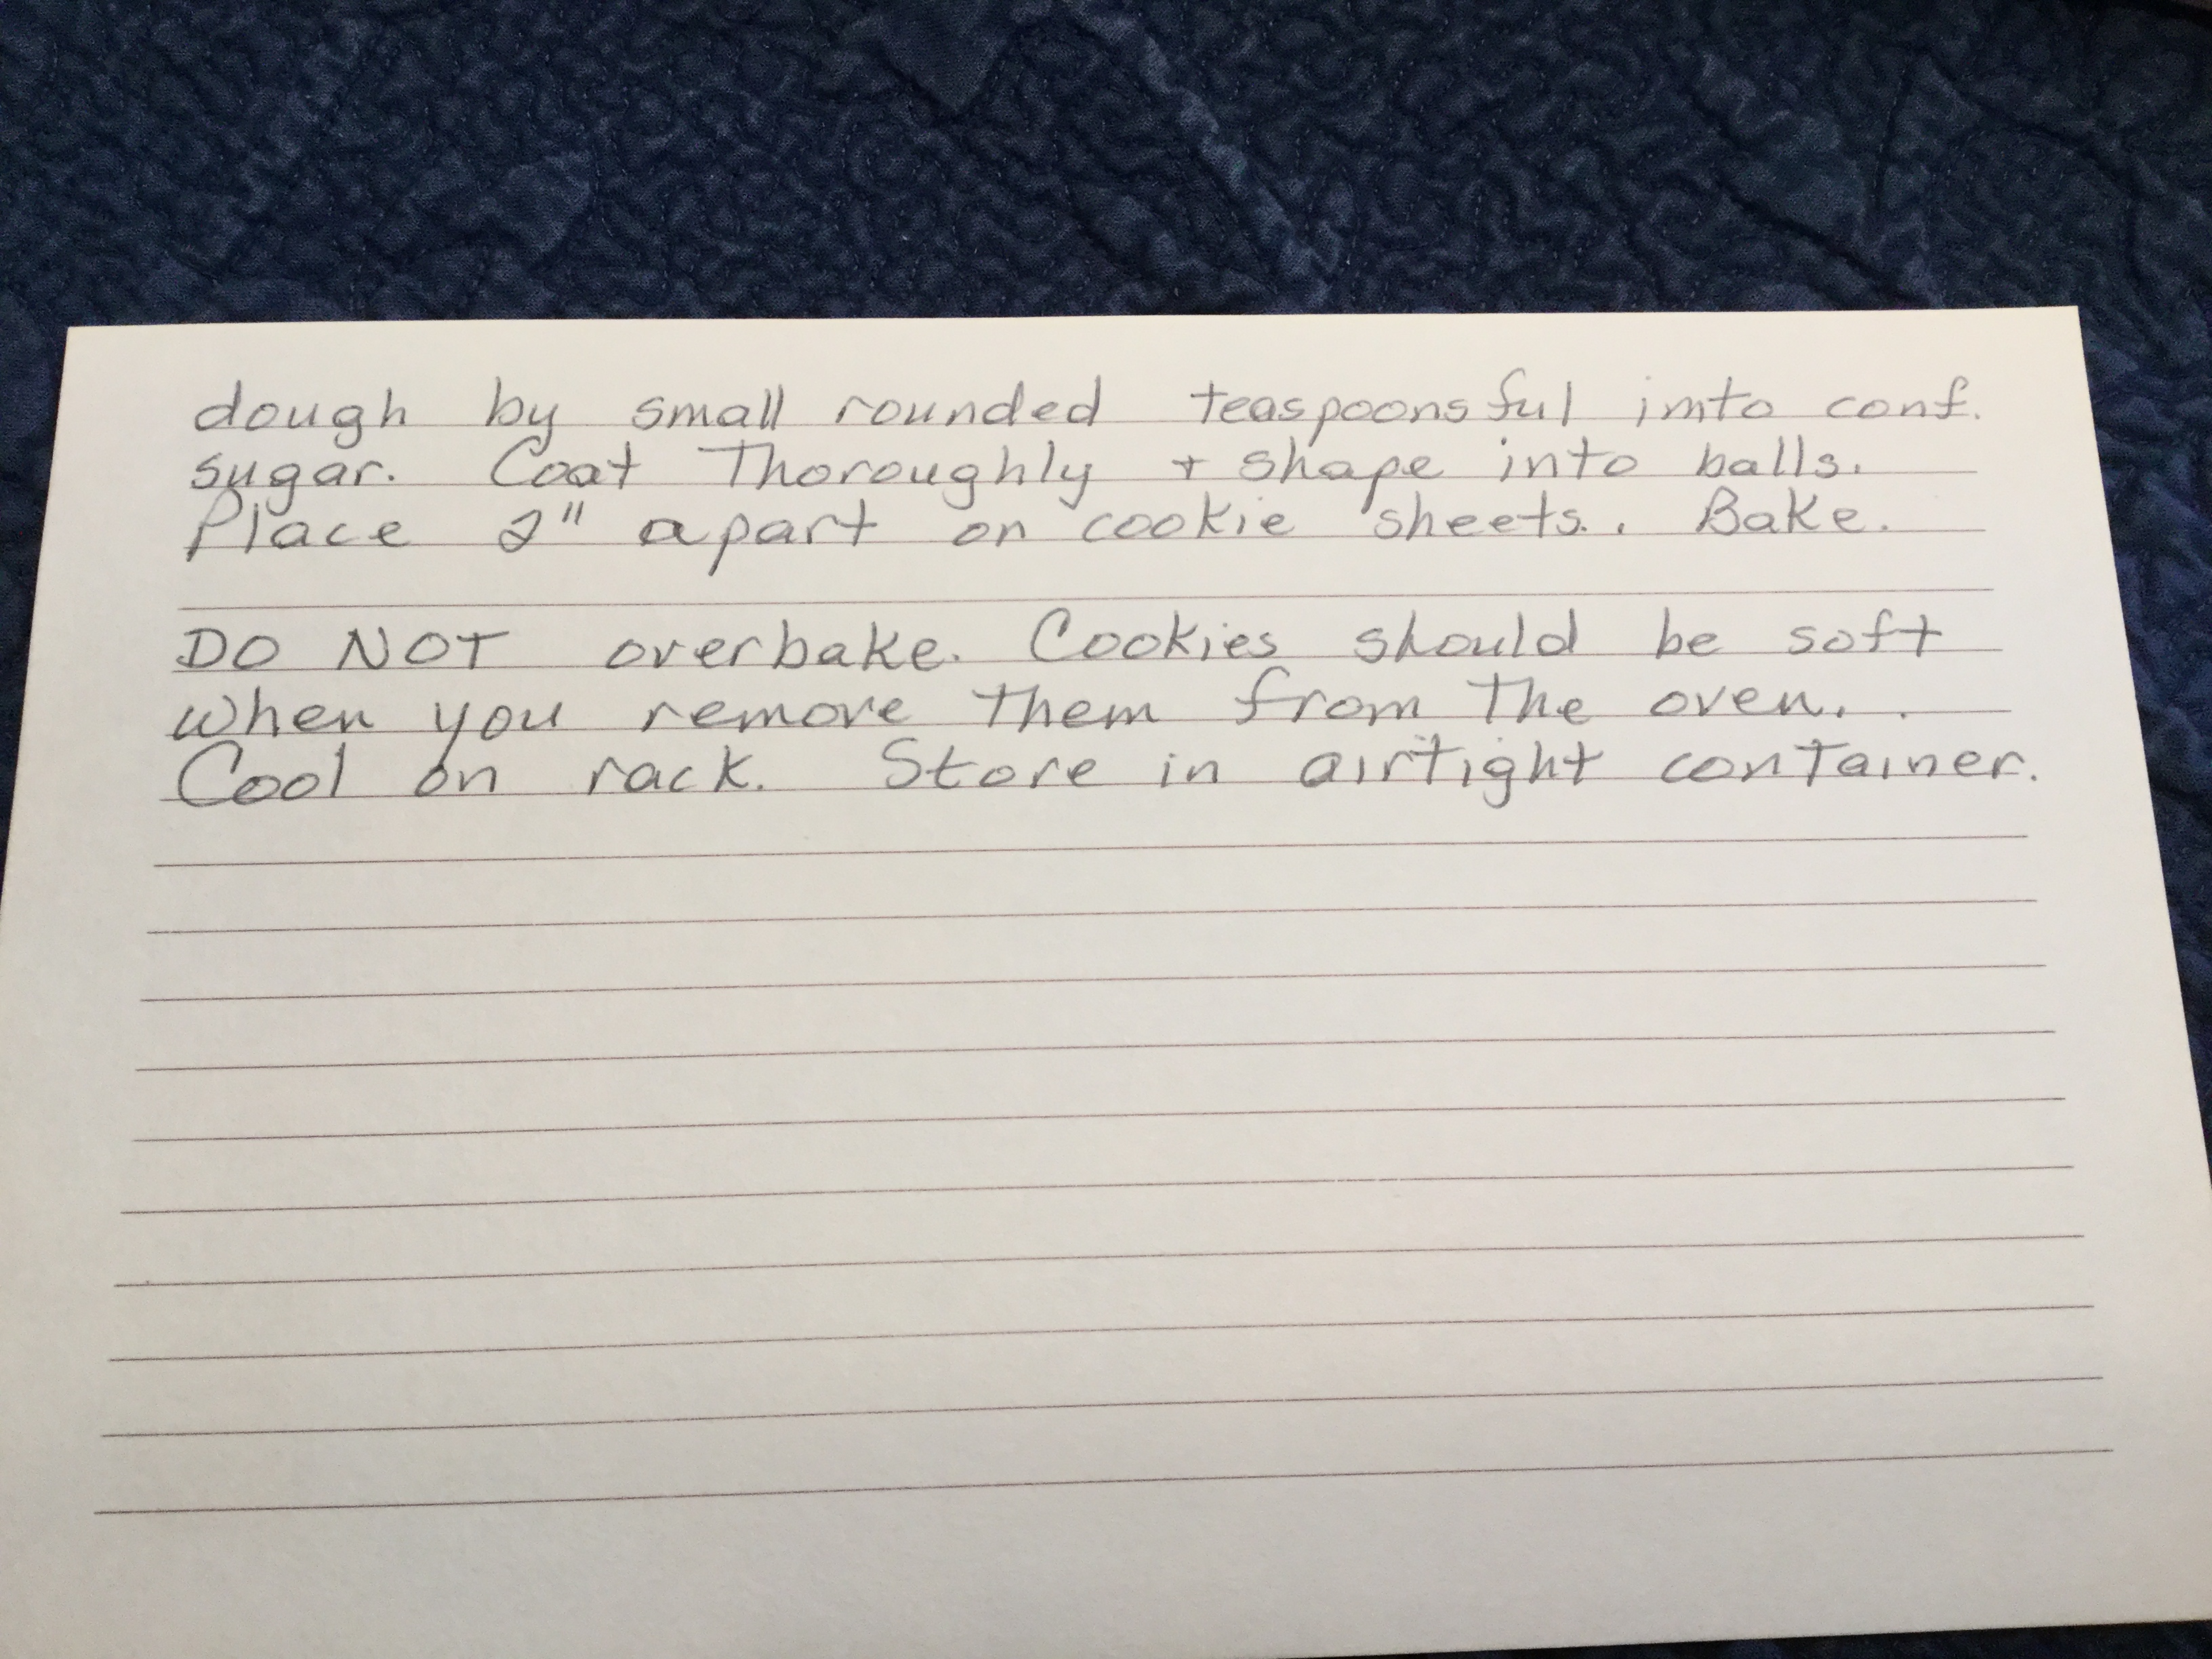 dough by small rounded teaspoonsful imto conf.
sugar. Coat Thoroughly + shape into balls.
Place 2" apart on cookie sheets.. Bake.
DO NOT overbake. Cookies should be soft
when you remove them from the oven. .
Cool on rack. Store in airtight container.